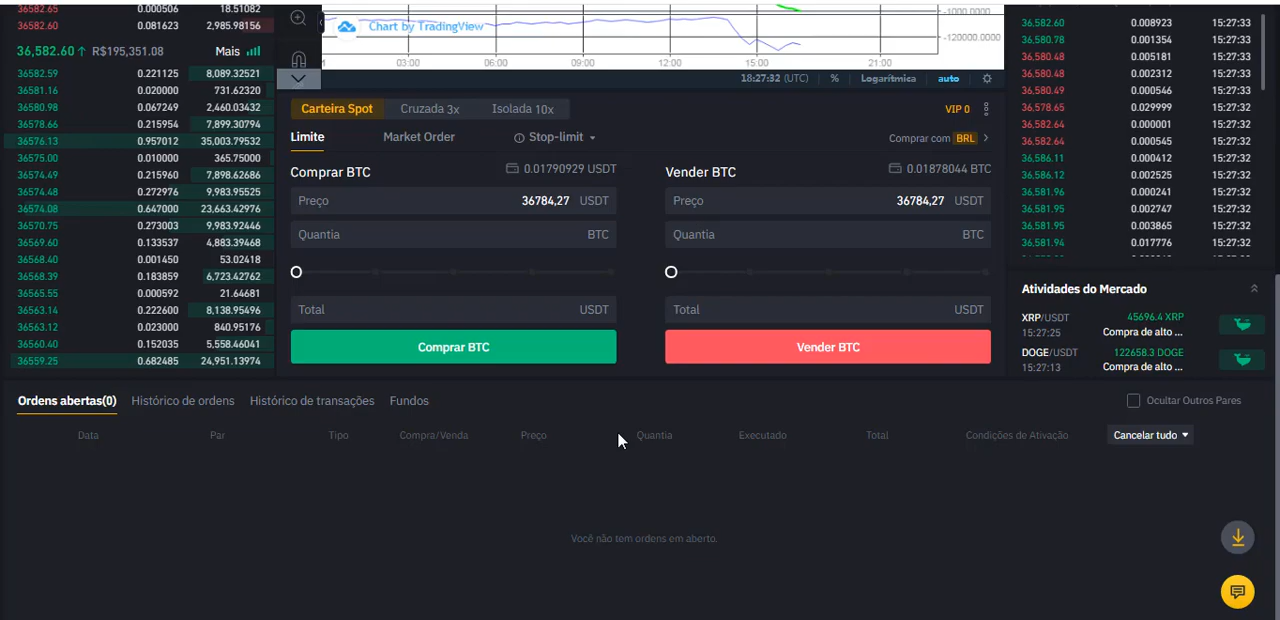 36582.65 0.000506 18.51082
36582.60 0.081623 2,985.98156
36,582.60↑ R$195,351.08 Mais
36582.59 0.221125 8,089.32521
36581.16 0.020000 731.62320
36580.98 0.067249 2,460.03432
36578.66 0.215954 7,899.30794
36576.13 0.957012 35,003.79532
36575.00 0.010000 365.75000
36574.49 0.215960 7,898.62686
36574.48 0.272976 9,983.95525
36574.08 0.647000 23,663.42976
36570.75 0.273003 9,983.92446
36569.60 0.133537 4,883.39468
36568.40 0.001450 53.02418
36568.39 0.183859 6,723.42762
36565.55 0.000592 21.64681
36563.14 0.222600 8,138.95496
36563.12 0.023000 840.95176
36560.40 0.152035 5,558.46041
36559.25 0.682485 24,951.13974
Chart by TradingView
-1000.0000
-120000.0000
03:00 06:00 09:00 12:00 15:00 18:00 21:00
18:27:32 (UTC) % Logarítmica auto
Carteira Spot Cruzada 3x Isolada 10x VIP 0
Limite Market Order Stop-limit Comprar com BRL
Comprar BTC 0.01790929 USDT
Preço 36784,27 USDT
Quantia BTC
Total USDT
Comprar BTC
Vender BTC 0.01878044 BTC
Preço 36784,27 USDT
Quantia BTC
Total USDT
Vender BTC
36,582.60 0.008923 15:27:33
36,580.78 0.001354 15:27:33
36,580.48 0.005181 15:27:33
36,580.48 0.002312 15:27:33
36,580.49 0.000546 15:27:33
36,578.65 0.029999 15:27:32
36,582.64 0.000001 15:27:32
36,582.64 0.000545 15:27:32
36,586.11 0.000412 15:27:32
36,586.12 0.002525 15:27:32
36,581.96 0.000241 15:27:32
36,581.95 0.002747 15:27:32
36,581.95 0.003865 15:27:32
36,581.94 0.017776 15:27:32
Atividades do Mercado
XRP/USDT 45696.4 XRP
15:27:25 Compra de alto ...
DOGE/USDT 122658.3 DOGE
15:27:13 Compra de alto ...
Ordens abertas(0) Histórico de ordens Histórico de transações Fundos Ocultar Outros Pares
Data Par Tipo Compra/Venda Preço Quantia Executado Total Condições de Ativação Cancelar tudo
Você não tem ordens em aberto.